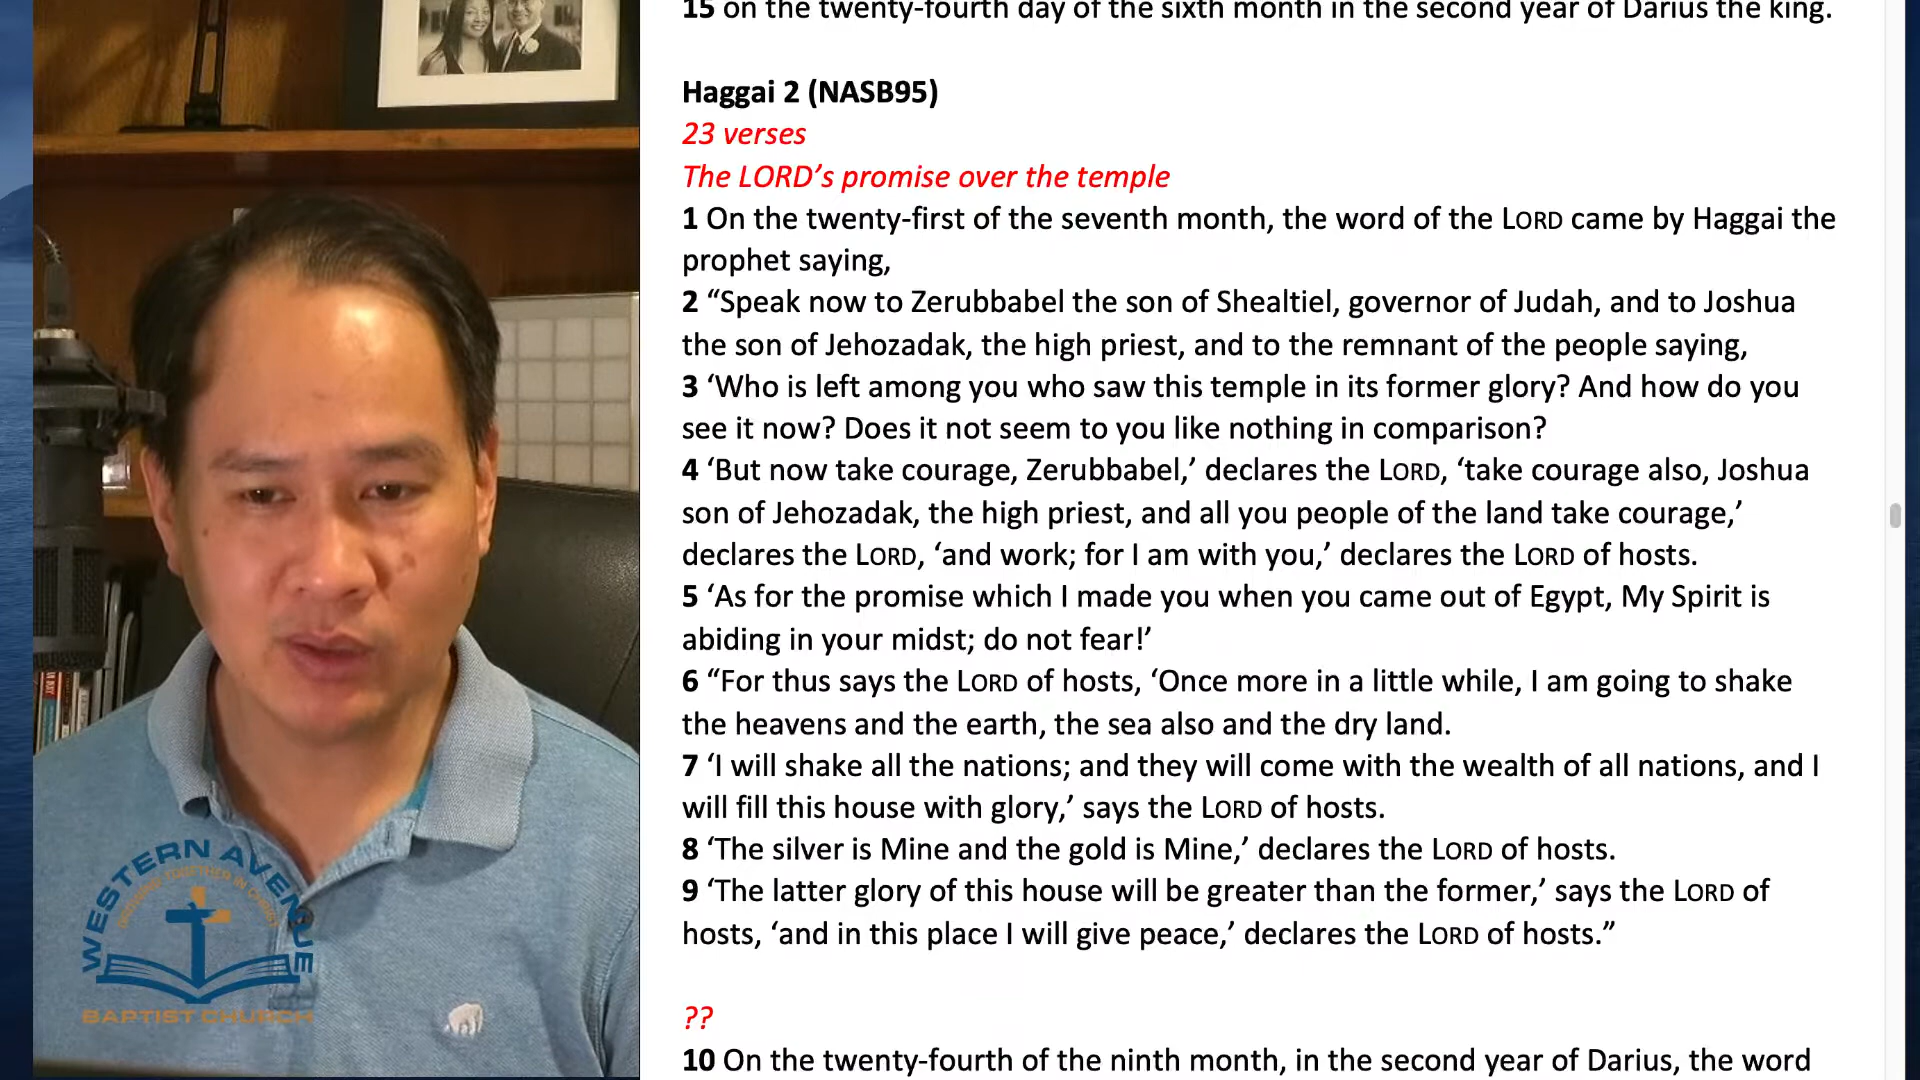 15 on the twenty-fourth day of the sixth month in the second year of Darius the king.
Haggai 2 (NASB95)
23 verses
The LORD’s promise over the temple
1 On the twenty-first of the seventh month, the word of the LORD came by Haggai the
prophet saying,
2 “Speak now to Zerubbabel the son of Shealtiel, governor of Judah, and to Joshua
the son of Jehozadak, the high priest, and to the remnant of the people saying,
3 ‘Who is left among you who saw this temple in its former glory? And how do you
see it now? Does it not seem to you like nothing in comparison?
4 ‘But now take courage, Zerubbabel,’ declares the LORD, ‘take courage also, Joshua
son of Jehozadak, the high priest, and all you people of the land take courage,’
declares the LORD, ‘and work; for I am with you,’ declares the LORD of hosts.
5 ‘As for the promise which I made you when you came out of Egypt, My Spirit is
abiding in your midst; do not fear!’
6 “For thus says the LORD of hosts, ‘Once more in a little while, I am going to shake
the heavens and the earth, the sea also and the dry land.
7 ‘I will shake all the nations; and they will come with the wealth of all nations, and I
will fill this house with glory,’ says the LORD of hosts.
8 ‘The silver is Mine and the gold is Mine,’ declares the LORD of hosts.
9 ‘The latter glory of this house will be greater than the former,’ says the LORD of
hosts, ‘and in this place I will give peace,’ declares the LORD of hosts.”
??
10 On the twenty-fourth of the ninth month, in the second year of Darius, the word
WESTERN AVENUE
TOGETHER IN CHRIST
BAPTIST CHURCH